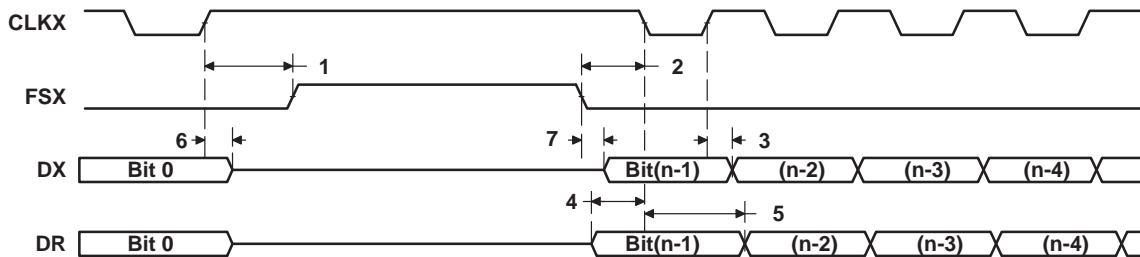 CLKX
1 2
FSX
6 7 3
DX Bit 0 Bit(n-1) (n-2) (n-3) (n-4)
4 5
DR Bit 0 Bit(n-1) (n-2) (n-3) (n-4)